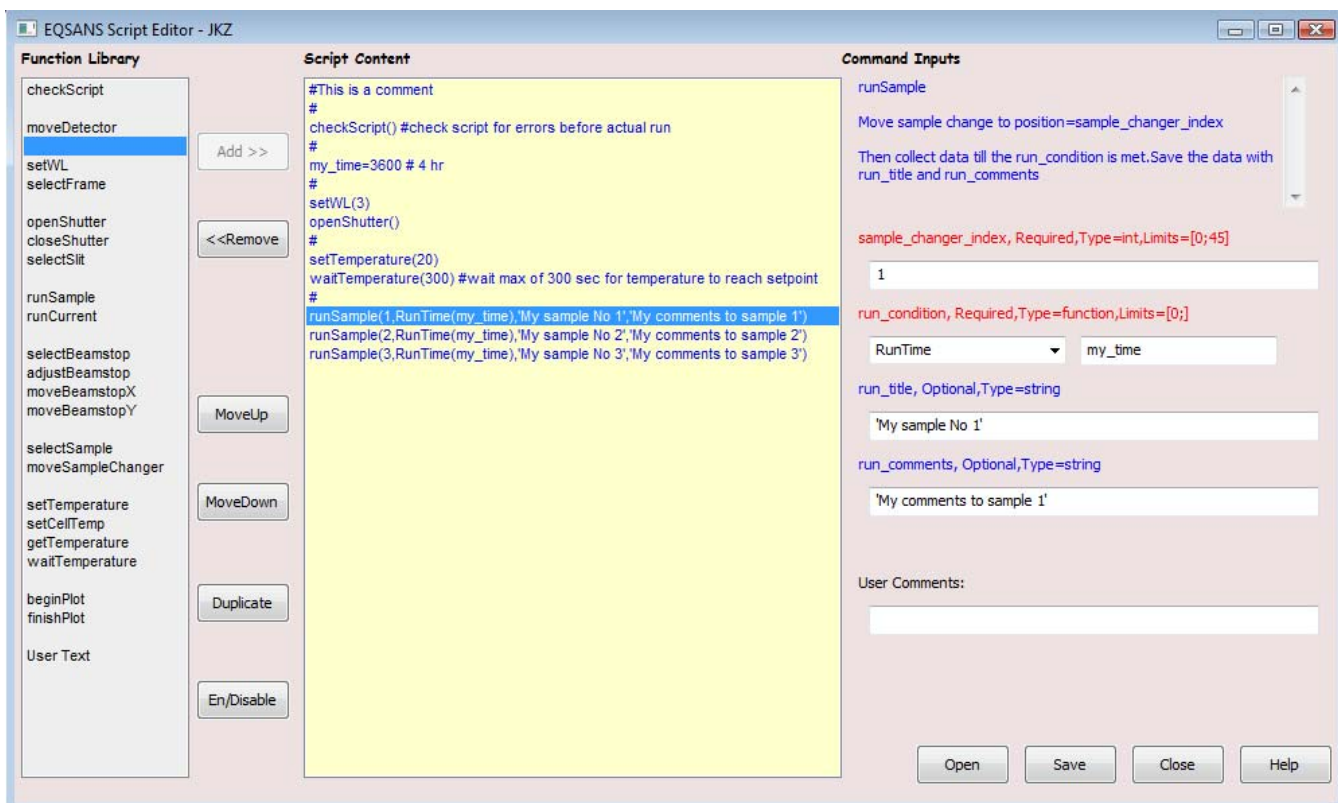 EQSANS Script Editor - JKZ
Function Library
checkScript
moveDetector
setWL
selectFrame
openShutter
closeShutter
selectSlit
runSample
runCurrent
selectBeamstop
adjustBeamstop
moveBeamstopX
moveBeamstopY
selectSample
moveSampleChanger
setTemperature
setCellTemp
getTemperature
waitTemperature
beginPlot
finishPlot
User Text
Add >>
<<Remove
MoveUp
MoveDown
Duplicate
En/Disable
Script Content
#This is a comment
#
checkScript() #check script for errors before actual run
#
my_time=3600 # 4 hr
#
setWL(3)
openShutter()
#
setTemperature(20)
waitTemperature(300) #wait max of 300 sec for temperature to reach setpoint
#
runSample(1,RunTime(my_time),'My sample No 1','My comments to sample 1')
runSample(2,RunTime(my_time),'My sample No 2','My comments to sample 2')
runSample(3,RunTime(my_time),'My sample No 3','My comments to sample 3')
Command Inputs
runSample
Move sample change to position=sample_changer_index
Then collect data till the run_condition is met.Save the data with
run_title and run_comments
sample_changer_index, Required,Type=int,Limits=[0;45]
1
run_condition, Required,Type=function,Limits=[0;]
RunTime my_time
run_title, Optional,Type=string
'My sample No 1'
run_comments, Optional,Type=string
'My comments to sample 1'
User Comments:
Open Save Close Help